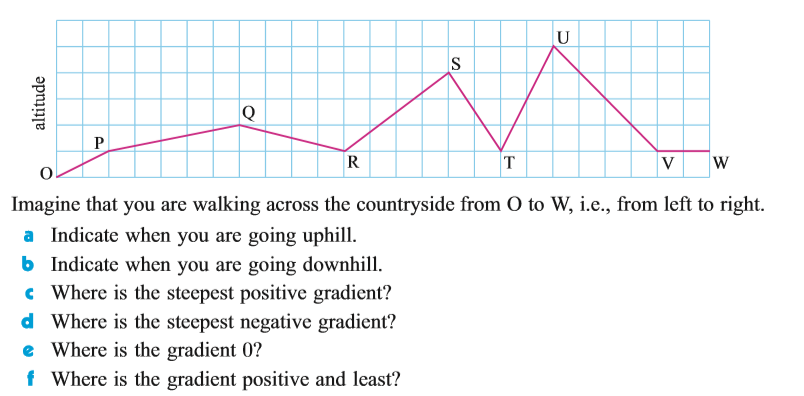 U
S
altitude
Q
P
R
T
V
W
O
Imagine that you are walking across the countryside from O to W, i.e., from left to right.
a Indicate when you are going uphill.
b Indicate when you are going downhill.
c Where is the steepest positive gradient?
d Where is the steepest negative gradient?
e Where is the gradient 0?
f Where is the gradient positive and least?